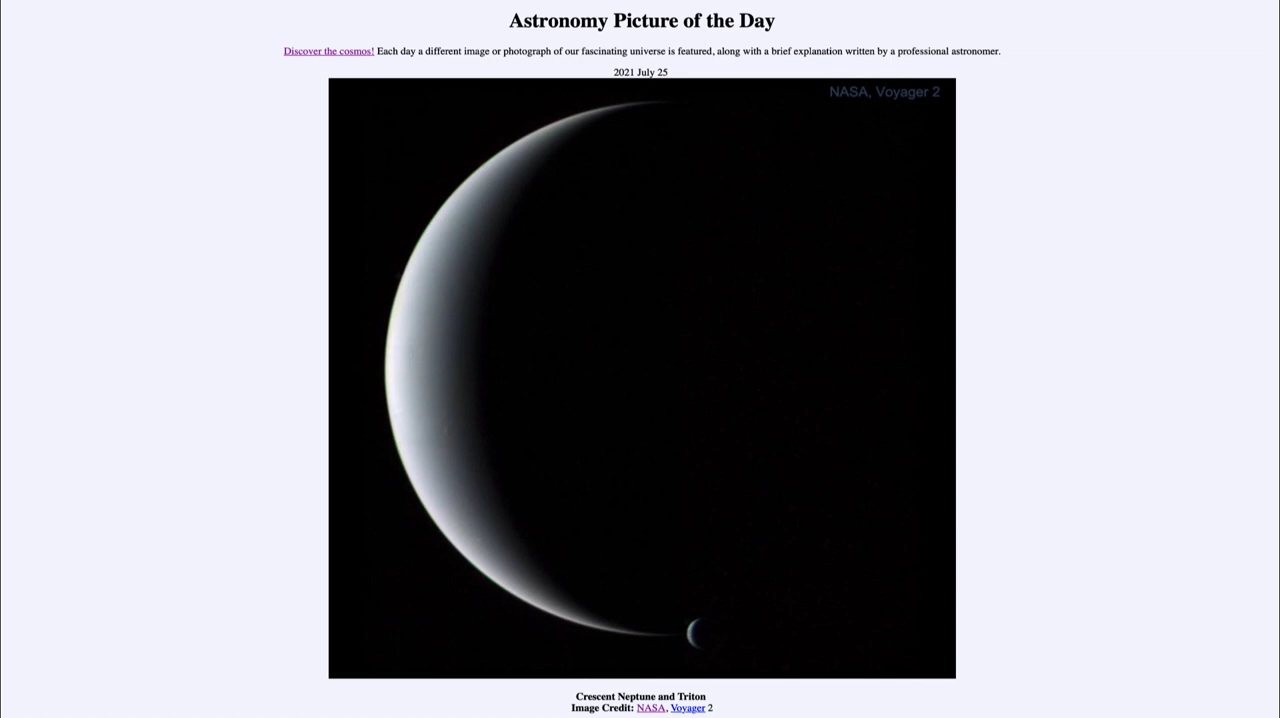 Astronomy Picture of the Day
Discover the cosmos! Each day a different image or photograph of our fascinating universe is featured, along with a brief explanation written by a professional astronomer.
2021 July 25
NASA, Voyager 2
Crescent Neptune and Triton
Image Credit: NASA, Voyager 2